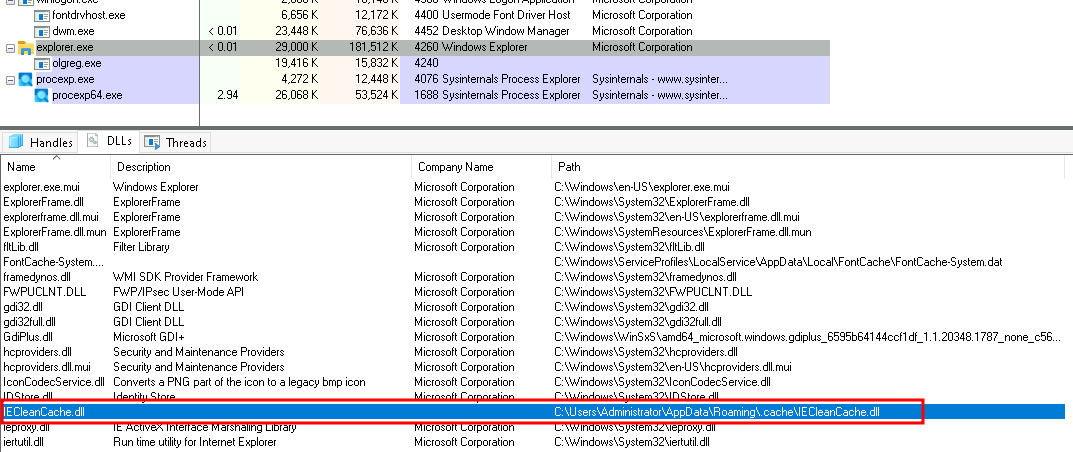 fontdrvhost.exe 6,656 K 12,172 K 4400 Usermode Font Driver Host Microsoft Corporation
dwm.exe < 0.01 23,448 K 76,636 K 4452 Desktop Window Manager Microsoft Corporation
explorer.exe < 0.01 29,000 K 181,512 K 4260 Windows Explorer Microsoft Corporation
olgreg.exe 19,416 K 15,832 K 4240
procexp.exe 4,272 K 12,448 K 4076 Sysinternals Process Explorer Sysinternals - www.sysinter...
procexp64.exe 2.94 26,068 K 53,524 K 1688 Sysinternals Process Explorer Sysinternals - www.sysinter...
Handles DLLs Threads
Name Description Company Name Path
explorer.exe.mui Windows Explorer Microsoft Corporation C:\Windows\en-US\explorer.exe.mui
ExplorerFrame.dll ExplorerFrame Microsoft Corporation C:\Windows\System32\ExplorerFrame.dll
explorerframe.dll.mui ExplorerFrame Microsoft Corporation C:\Windows\System32\en-US\explorerframe.dll.mui
ExplorerFrame.dll.mun ExplorerFrame Microsoft Corporation C:\Windows\SystemResources\ExplorerFrame.dll.mun
fltLib.dll Filter Library Microsoft Corporation C:\Windows\System32\fltLib.dll
FontCache-System.... C:\Windows\ServiceProfiles\LocalService\AppData\Local\FontCache\FontCache-System.dat
framedynos.dll WMI SDK Provider Framework Microsoft Corporation C:\Windows\System32\framedynos.dll
FWPUCLNT.DLL FWP/IPsec User-Mode API Microsoft Corporation C:\Windows\System32\FWPUCLNT.DLL
gdi32.dll GDI Client DLL Microsoft Corporation C:\Windows\System32\gdi32.dll
gdi32full.dll GDI Client DLL Microsoft Corporation C:\Windows\System32\gdi32full.dll
GdiPlus.dll Microsoft GDI+ Microsoft Corporation C:\Windows\WinSxS\amd64_microsoft.windows.gdiplus_6595b64144ccf1df_1.1.20348.1787_none_c56...
hcproviders.dll Security and Maintenance Providers Microsoft Corporation C:\Windows\System32\hcproviders.dll
hcproviders.dll.mui Security and Maintenance Providers Microsoft Corporation C:\Windows\System32\en-US\hcproviders.dll.mui
IconCodecService.dll Converts a PNG part of the icon to a legacy bmp icon Microsoft Corporation C:\Windows\System32\IconCodecService.dll
IDStore.dll Identity Store Microsoft Corporation C:\Windows\System32\IDStore.dll
IECleanCache.dll C:\Users\Administrator\AppData\Roaming\.cache\IECleanCache.dll
ieproxy.dll IE ActiveX Interface Marshaling Library Microsoft Corporation C:\Windows\System32\ieproxy.dll
iertutil.dll Run time utility for Internet Explorer Microsoft Corporation C:\Windows\System32\iertutil.dll